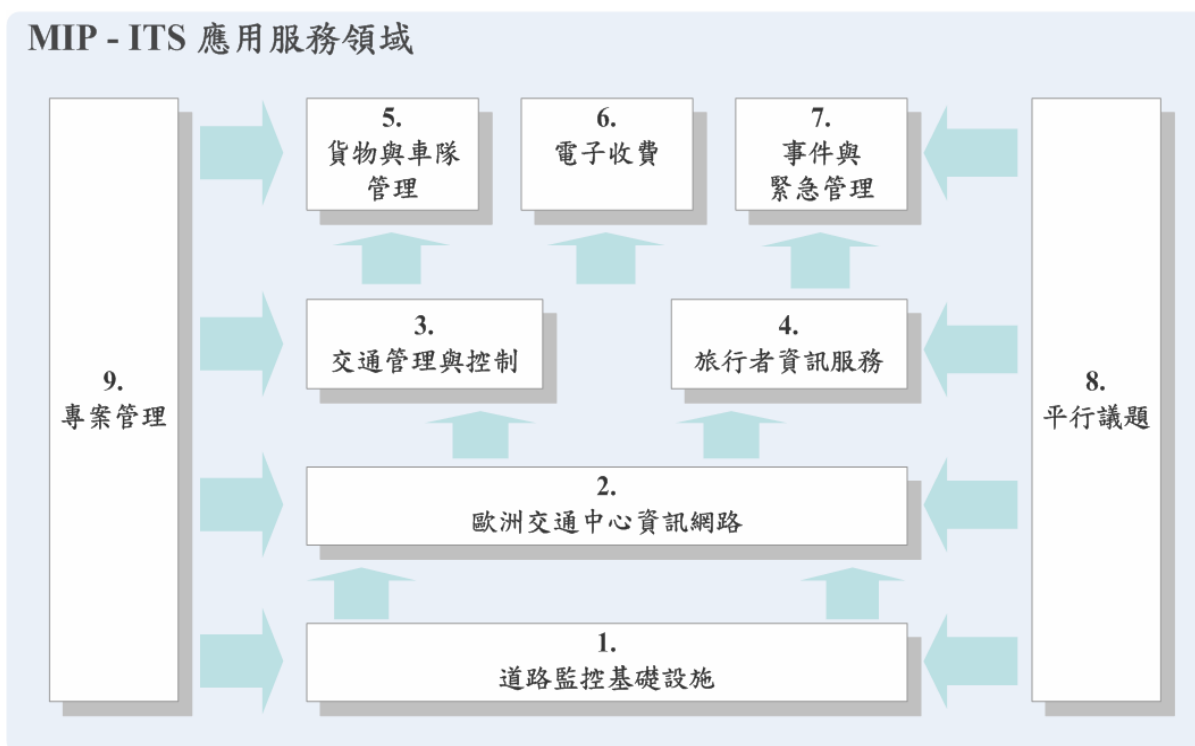 MIP - ITS 應用服務領域
5.
貨物與車隊
管理
6.
電子收費
7.
事件與
緊急管理
3.
交通管理與控制
4.
旅行者資訊服務
9.
專案管理
8.
平行議題
2.
歐洲交通中心資訊網路
1.
道路監控基礎設施